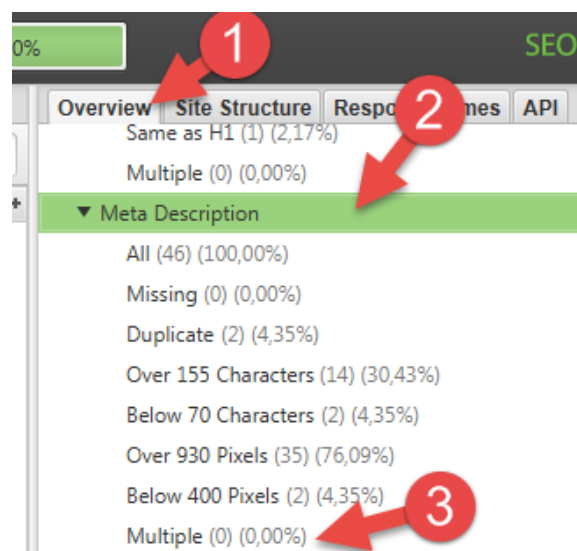 0%
1
SEO
Overview Site Structure Respo mes API
2
Same as H1 (1) (2,17%)
Multiple (0) (0,00%)
+
▼ Meta Description
All (46) (100,00%)
Missing (0) (0,00%)
Duplicate (2) (4,35%)
Over 155 Characters (14) (30,43%)
Below 70 Characters (2) (4,35%)
Over 930 Pixels (35) (76,09%)
Below 400 Pixels (2) (4,35%)
3
Multiple (0) (0,00%)